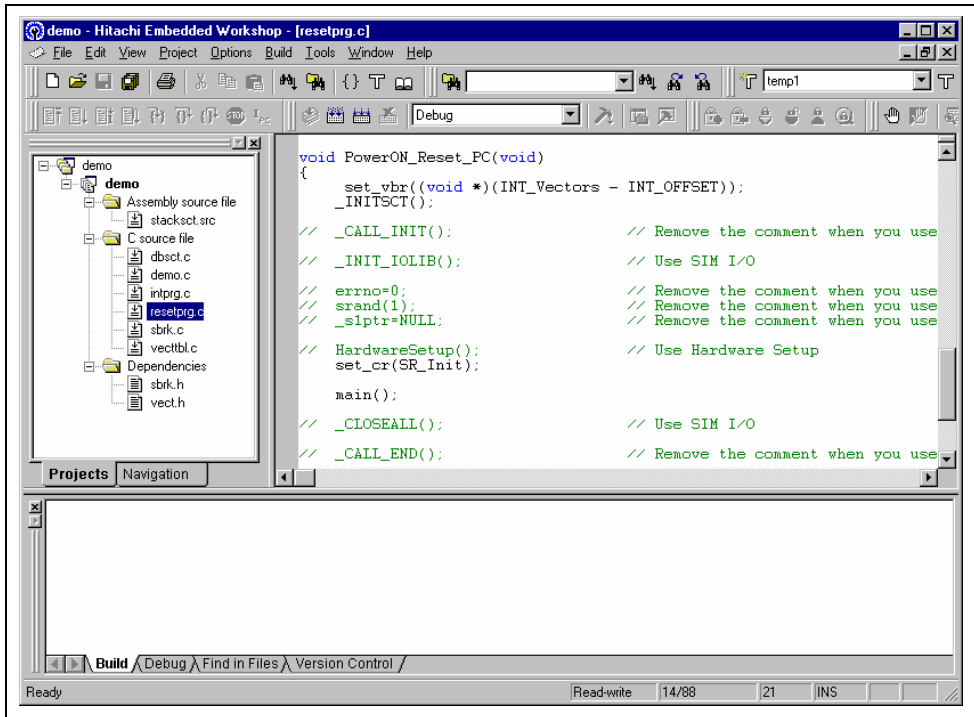 demo - Hitachi Embedded Workshop - [resetprg.c]
File Edit View Project Options Build Tools Window Help
temp1
STOP
Debug
demo
demo
Assembly source file
stacksct.src
C source file
dbsct.c
demo.c
intprg.c
resetprg.c
sbrk.c
vecttbl.c
Dependencies
sbrk.h
vect.h
Projects Navigation
void PowerON_Reset_PC(void)
{
set_vbr((void *)(INT_Vectors - INT_OFFSET));
_INITSCT();
// _CALL_INIT(); // Remove the comment when you use
// _INIT_IOLIB(); // Use SIM I/O
// errno=0; // Remove the comment when you use
// srand(1); // Remove the comment when you use
// _s1ptr=NULL; // Remove the comment when you use
// HardwareSetup(); // Use Hardware Setup
set_cr(SR_Init);
main();
// _CLOSEALL(); // Use SIM I/O
// _CALL_END(); // Remove the comment when you use
Build Debug Find in Files Version Control
Ready Read-write 14/88 21 INS